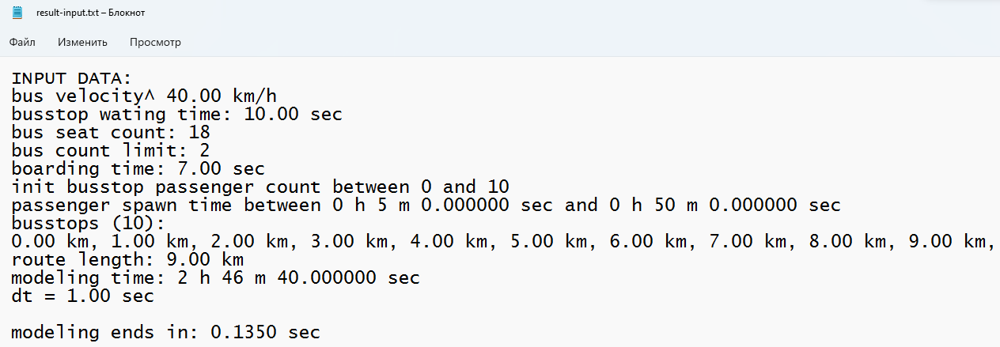 result-input.txt – Блокнот
Файл Изменить Просмотр
INPUT DATA:
bus velocity^ 40.00 km/h
busstop wating time: 10.00 sec
bus seat count: 18
bus count limit: 2
boarding time: 7.00 sec
init busstop passenger count between 0 and 10
passenger spawn time between 0 h 5 m 0.000000 sec and 0 h 50 m 0.000000 sec
busstops (10):
0.00 km, 1.00 km, 2.00 km, 3.00 km, 4.00 km, 5.00 km, 6.00 km, 7.00 km, 8.00 km, 9.00 km,
route length: 9.00 km
modeling time: 2 h 46 m 40.000000 sec
dt = 1.00 sec
modeling ends in: 0.1350 sec